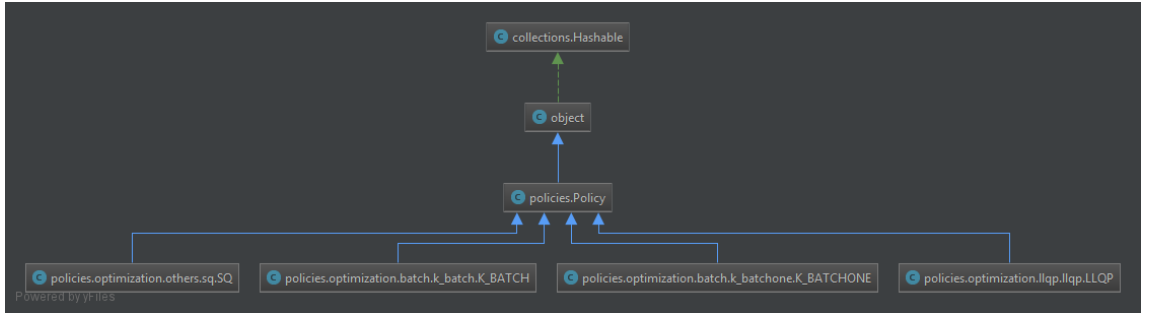 C collections.Hashable
C object
C policies.Policy
C policies.optimization.others.sq.SQ C policies.optimization.batch.k_batch.K_BATCH C policies.optimization.batch.k_batchone.K_BATCHONE C policies.optimization.llqp.llqp.LLQP
Powered by yFiles